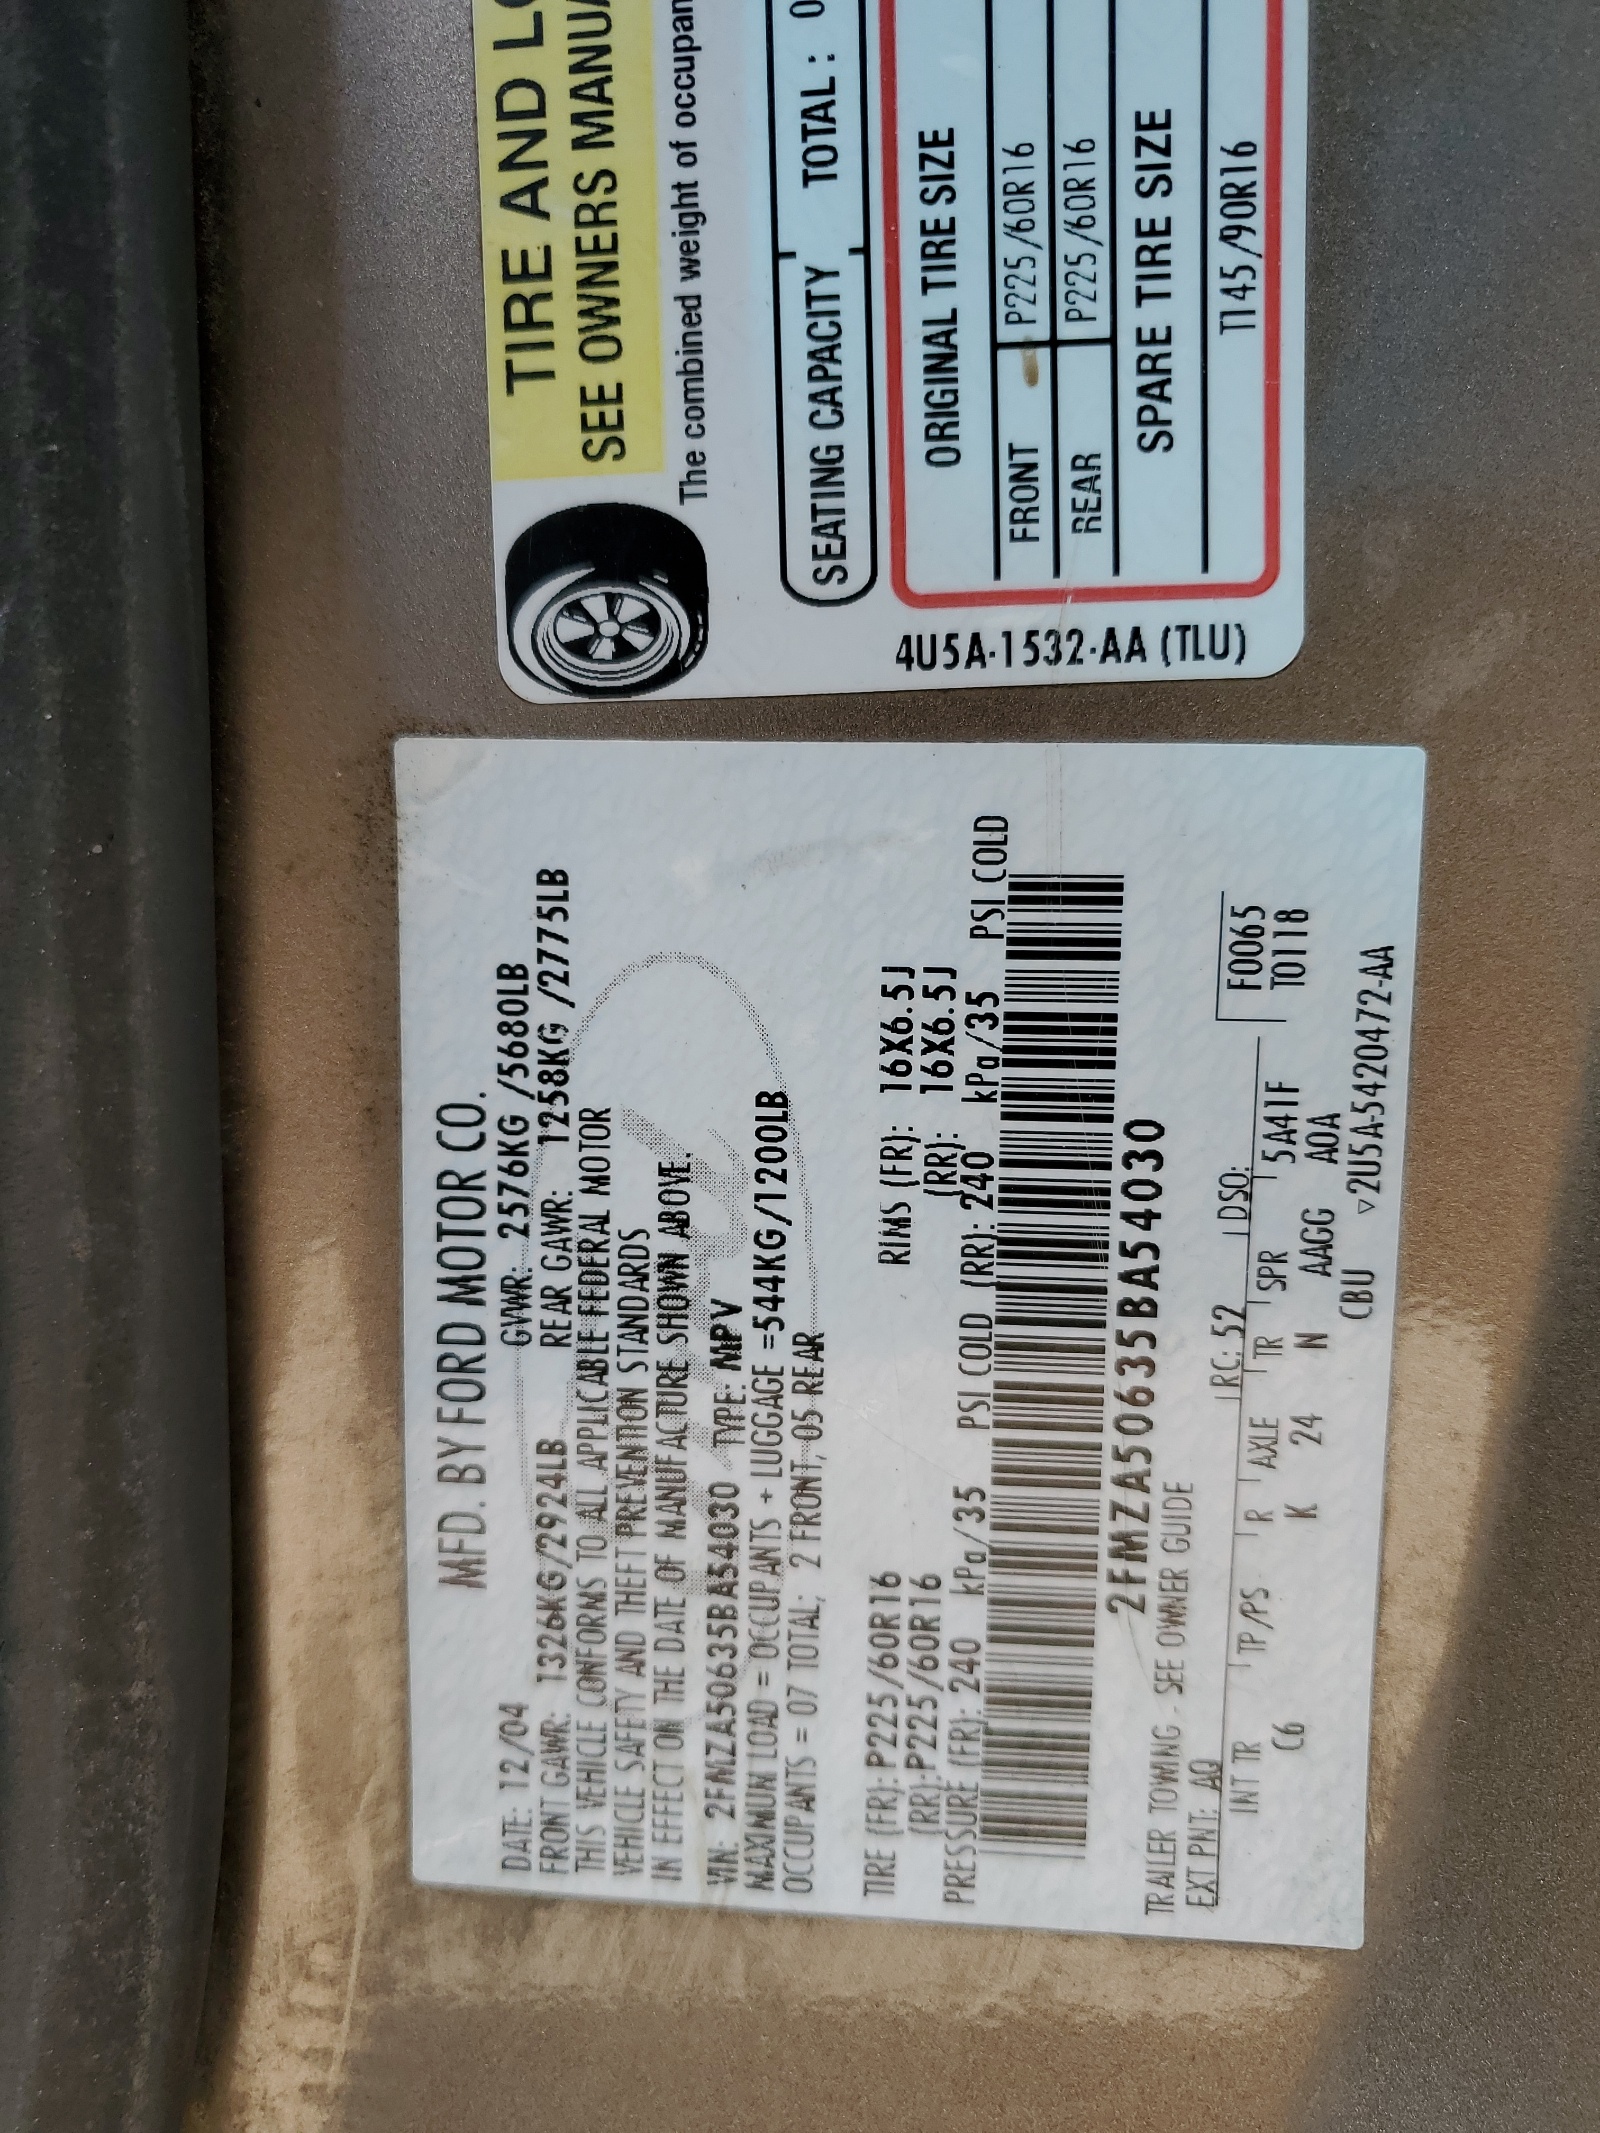 MFD. BY FORD MOTOR CO.
DATE: 12/04 GVWR: 2576KG /5680LB
FRONT GAWR: 1326KG/2924LB REAR GAWR: 1258KG /2775LB
THIS VEHICLE CONFORMS TO ALL APPLICABLE FEDERAL MOTOR
VEHICLE SAFETY AND THEFT PREVENTION STANDARDS
IN EFFECT ON THE DATE OF MANUFACTURE SHOWN ABOVE.
VIN: 2FMZA50635BA54030 TYPE: MPV
MAXIMUM LOAD = OCCUPANTS + LUGGAGE =544KG/1200LB
OCCUPANTS = 07 TOTAL; 2 FRONT, 05 REAR
TIRE (FR): P225/60R16 RIMS (FR): 16X6.5J
(RR):P225/60R16 (RR): 16X6.5J
PRESSURE (FR): 240 kPa/35 PSI COLD (RR): 240 kPa/35 PSI COLD
2FMZA50635BA54030
TRAILER TOWING - SEE OWNER GUIDE
EXT PNT: AQ RC: 52 DSO: F0065
INT TR TP/PS R AXLE TR SPR 5A41F T0118
C6 K 24 N AAGG A0A
CBU ▽2U5A-5420472-AA
TIRE AND
SEE OWNERS
The combined weight of
SEATING CAPACITY TOTAL :
ORIGINAL TIRE SIZE
FRONT P225/60R16
REAR P225/60R16
SPARE TIRE SIZE
T145/90R16
4U5A-1532-AA (TLU)